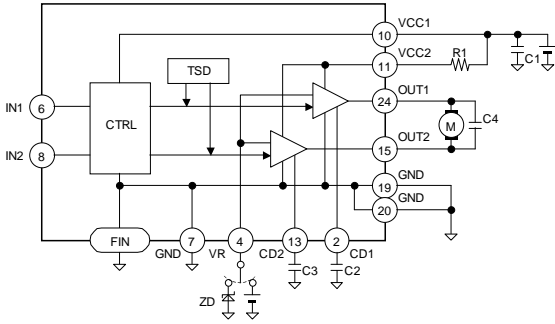 VCC1
10
C1
VCC2
R1
11
TSD
OUT1
24
IN1
6
CTRL
M
C4
OUT2
15
IN2
8
GND
19
GND
20
FIN
7
4
13
2
GND
VR
CD2
CD1
C3
C2
ZD